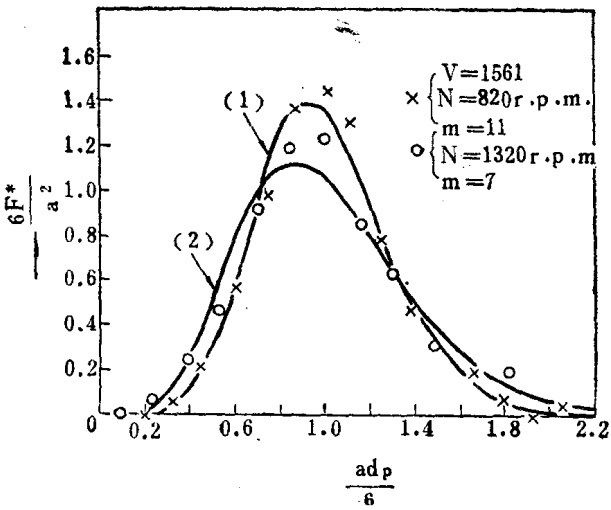 1.6
1.4
1.2
1.0
0.8
0.6
0.4
0.2
0
6F*
a²
(1)
(2)
V=1561
× N=820r.p.m.
m=11
○ N=1320r.p.m
m=7
0.2 0.6 1.0 1.4 1.8 2.2
adp
6